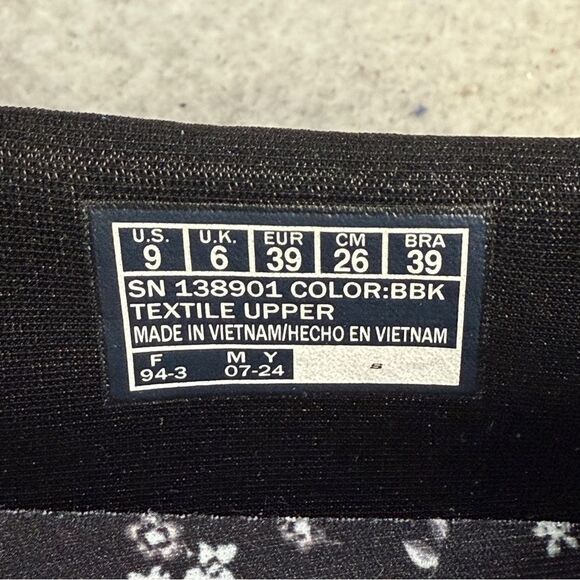 U.S. U.K. EUR CM BRA
9 6 39 26 39
SN 138901 COLOR:BBK
TEXTILE UPPER
MADE IN VIETNAM/HECHO EN VIETNAM
F M Y
94-3 07-24
s